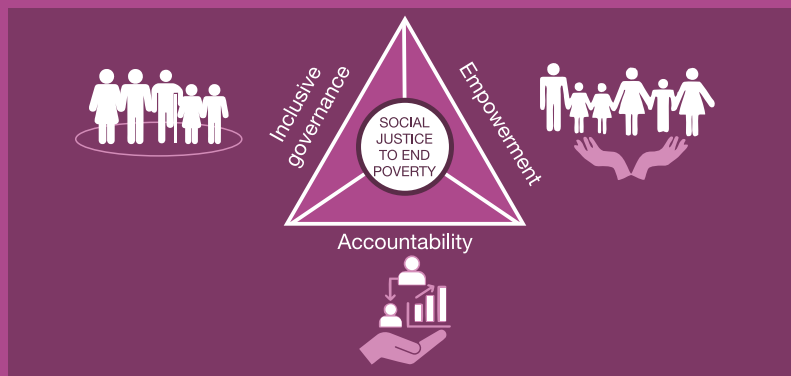 Inclusive
governance
Empowerment
SOCIAL
JUSTICE
TO END
POVERTY
Accountability